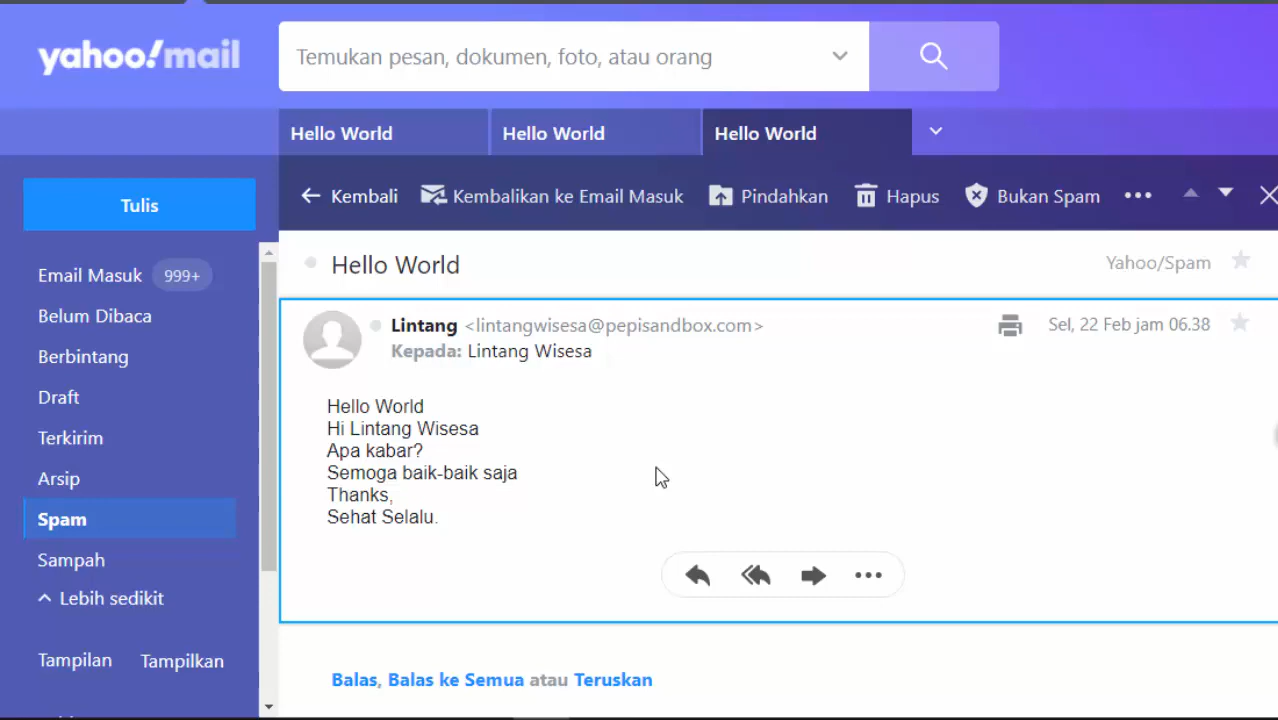 yahoo!mail
Temukan pesan, dokumen, foto, atau orang
Hello World
Hello World
Hello World
Tulis
Kembali
Kembalikan ke Email Masuk
Pindahkan
Hapus
Bukan Spam
Email Masuk 999+
Belum Dibaca
Berbintang
Draft
Terkirim
Arsip
Spam
Sampah
Lebih sedikit
Tampilan Tampilkan
Hello World
Yahoo/Spam
Lintang <lintangwisesa@pepisandbox.com>
Sel, 22 Feb jam 06.38
Kepada: Lintang Wisesa
Hello World
Hi Lintang Wisesa
Apa kabar?
Semoga baik-baik saja
Thanks,
Sehat Selalu.
Balas, Balas ke Semua atau Teruskan